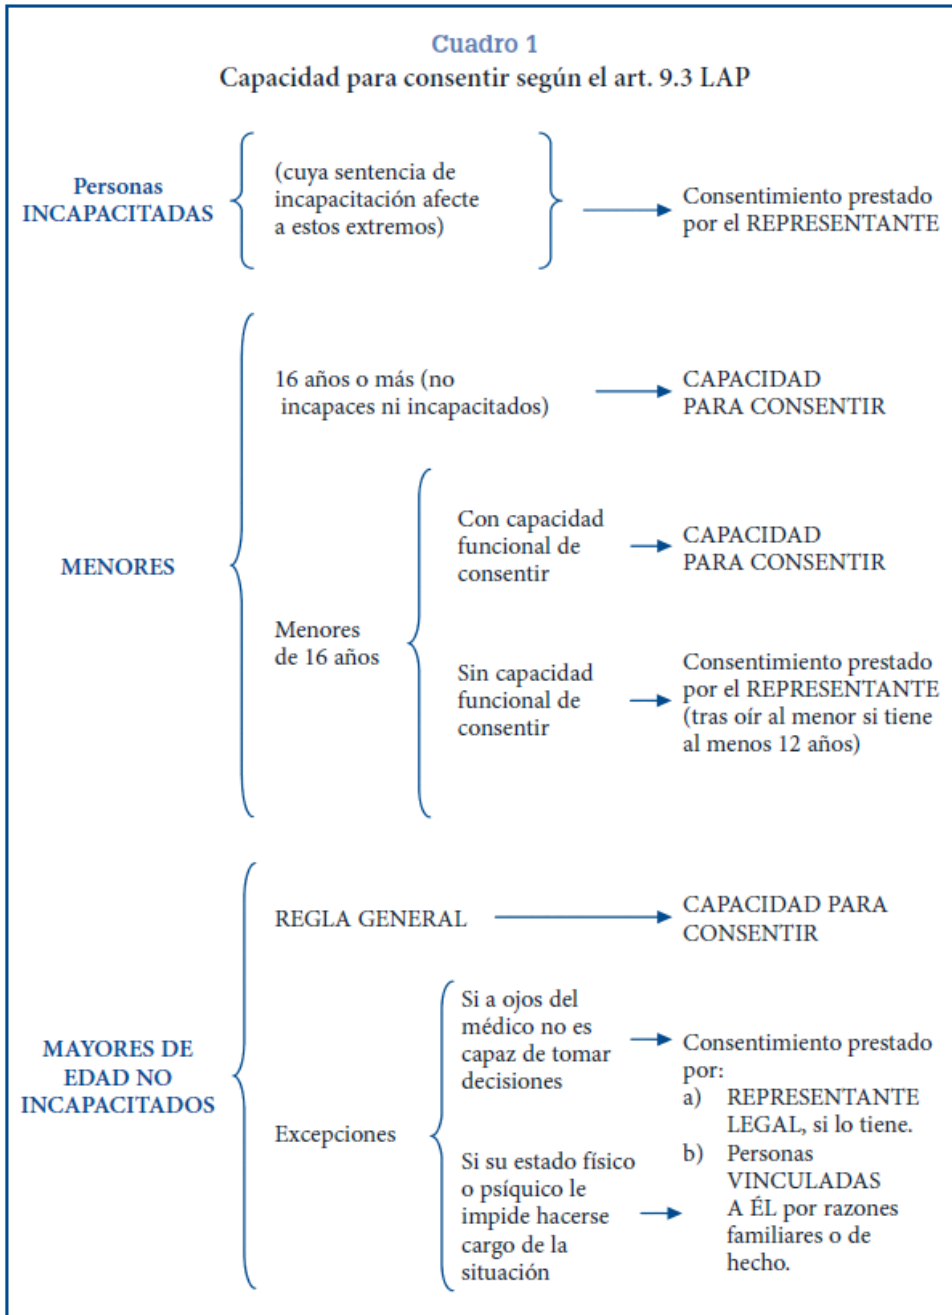 Cuadro 1
Capacidad para consentir según el art. 9.3 LAP
Personas
INCAPACITADAS
(cuya sentencia de
incapacitación afecte
a estos extremos)
Consentimiento prestado
por el REPRESENTANTE
MENORES
16 años o más (no
incapaces ni incapacitados)
CAPACIDAD
PARA CONSENTIR
Menores
de 16 años
Con capacidad
funcional de
consentir
CAPACIDAD
PARA CONSENTIR
Sin capacidad
funcional de
consentir
Consentimiento prestado
por el REPRESENTANTE
(tras oír al menor si tiene
al menos 12 años)
MAYORES DE
EDAD NO
INCAPACITADOS
REGLA GENERAL
CAPACIDAD PARA
CONSENTIR
Excepciones
Si a ojos del
médico no es
capaz de tomar
decisiones
Si su estado físico
o psíquico le
impide hacerse
cargo de la
situación
Consentimiento prestado
por:
a) REPRESENTANTE
LEGAL, si lo tiene.
b) Personas
VINCULADAS
A ÉL por razones
familiares o de
hecho.